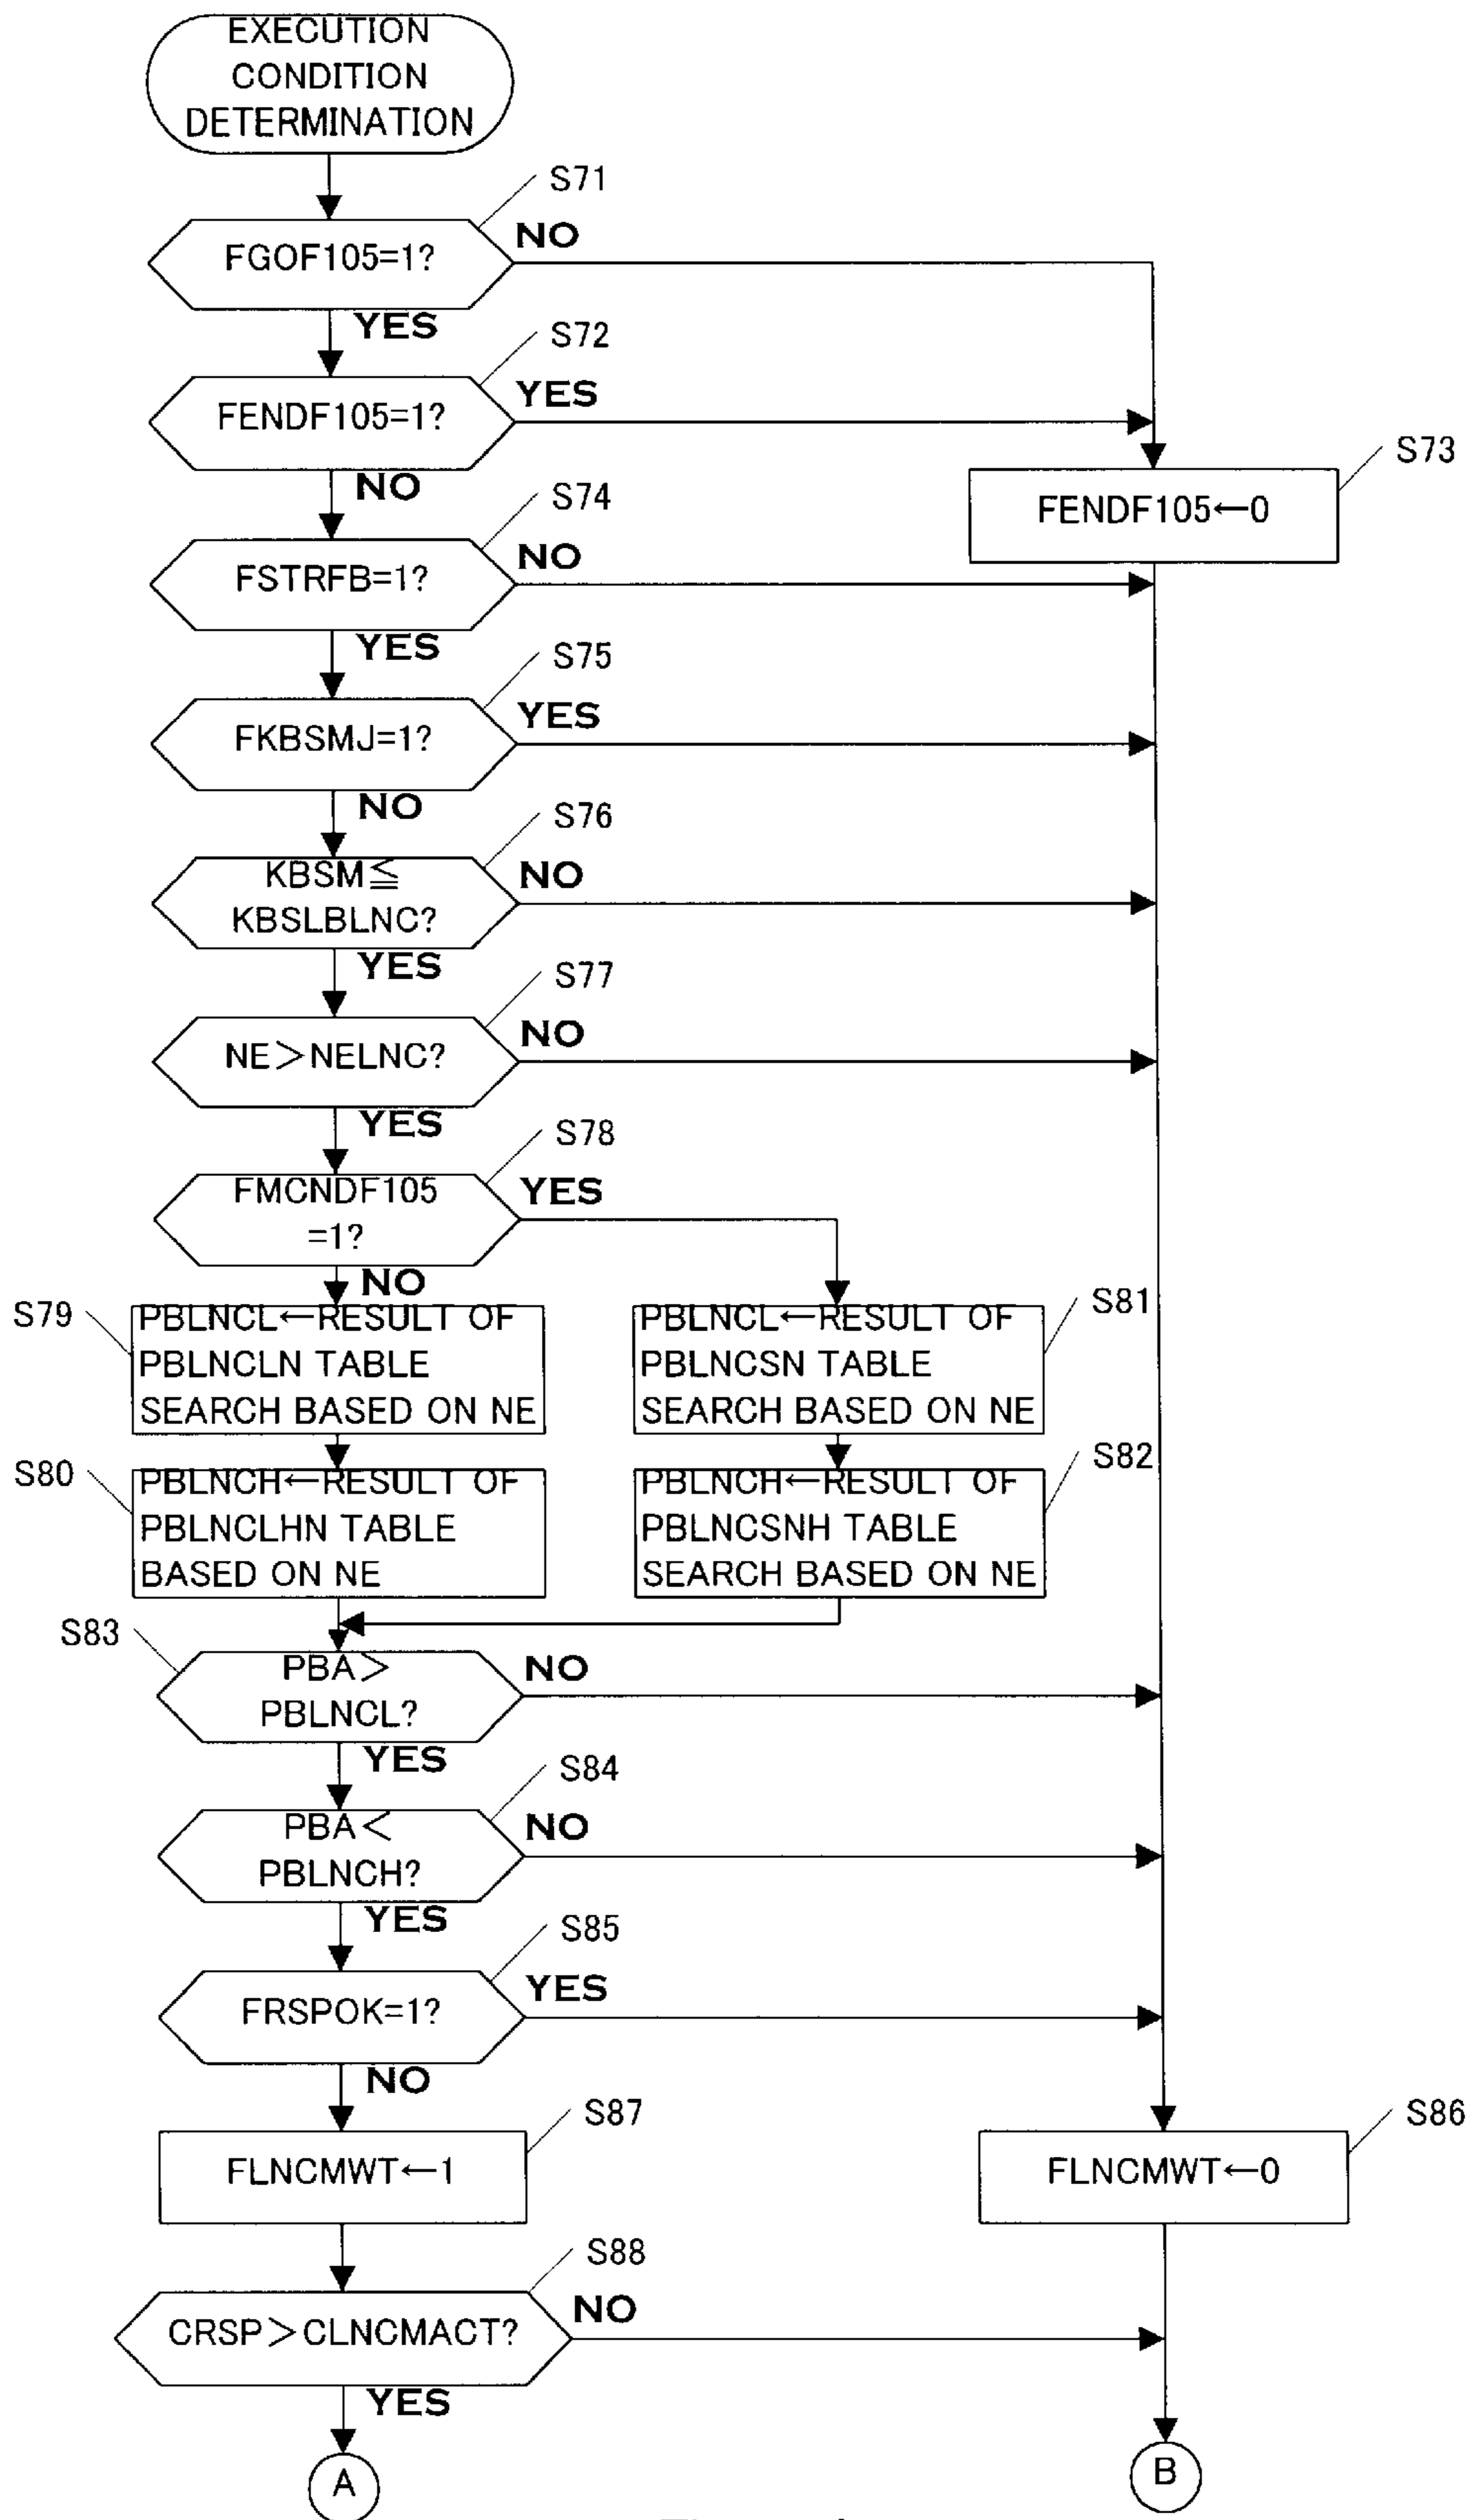 EXECUTION
CONDITION
DETERMINATION
S71
FGOF105=1?
NO
YES
S72
FENDF105=1?
YES
NO
S73
FENDF105←0
S74
FSTRFB=1?
NO
YES
S75
FKBSMJ=1?
YES
NO
S76
KBSM≦
KBSLBLNC?
NO
YES
S77
NE>NELNC?
NO
YES
S78
FMCNDF105
=1?
YES
NO
S79
PBLNCL←RESULT OF
PBLNCLN TABLE
SEARCH BASED ON NE
S81
PBLNCL←RESULT OF
PBLNCSN TABLE
SEARCH BASED ON NE
S80
PBLNCH←RESULT OF
PBLNCLHN TABLE
BASED ON NE
S82
PBLNCH←RESULT OF
PBLNCSNH TABLE
SEARCH BASED ON NE
S83
PBA>
PBLNCL?
NO
YES
S84
PBA<
PBLNCH?
NO
YES
S85
FRSPOK=1?
YES
NO
S87
FLNCMWT←1
S86
FLNCMWT←0
S88
CRSP>CLNCMACT?
NO
YES
A
B